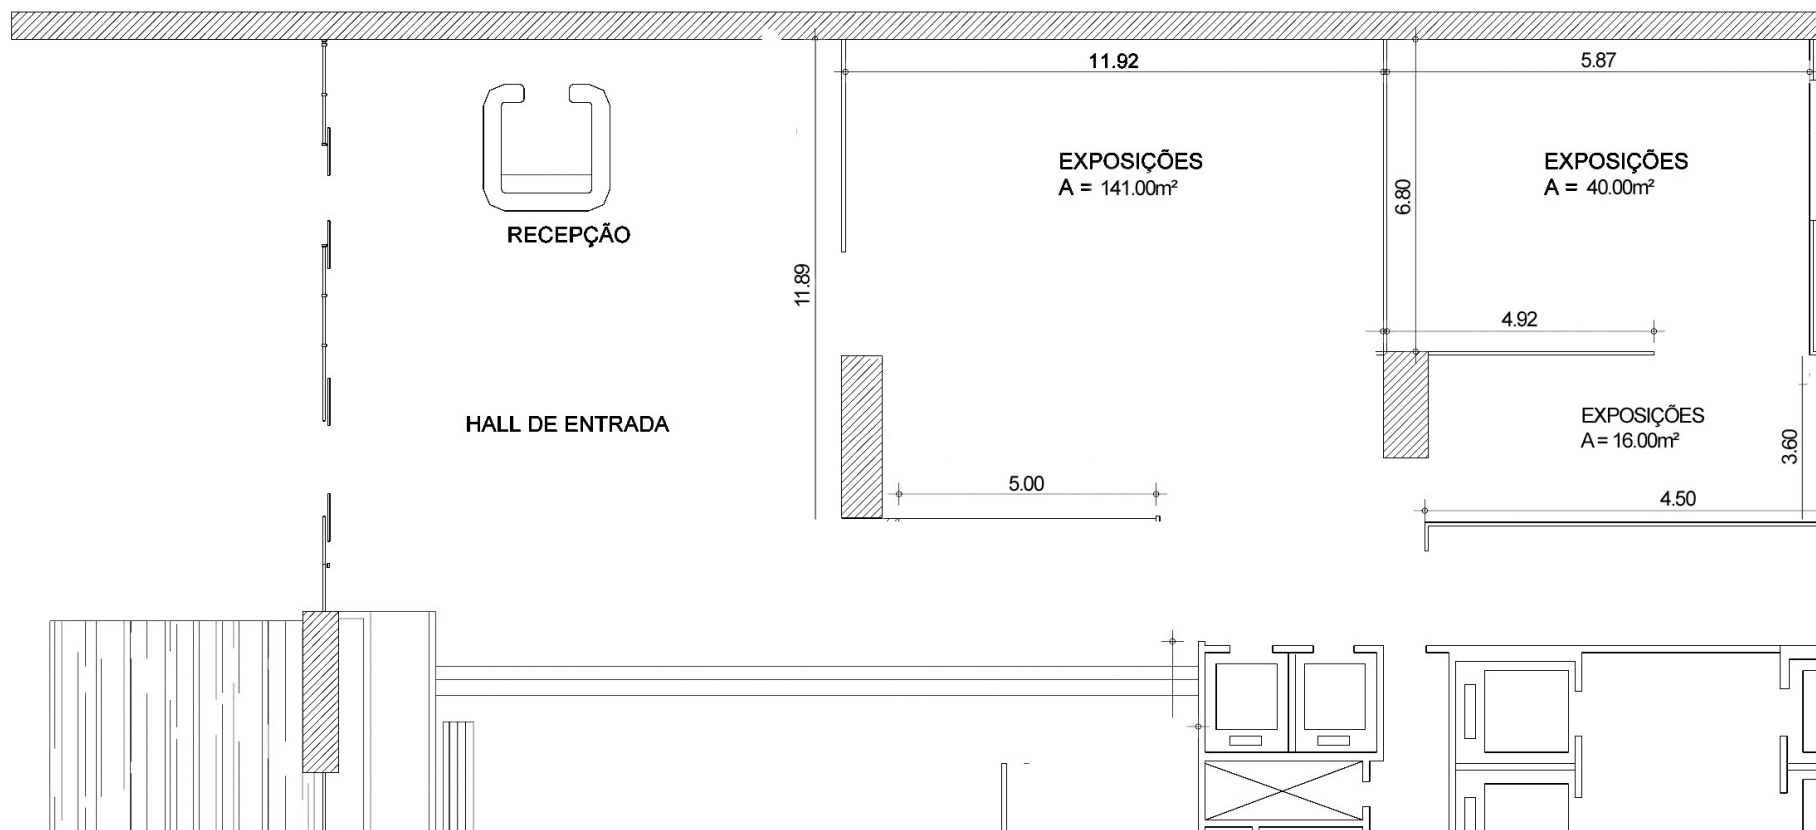 11.92
5.87
EXPOSIÇÕES
A = 141.00m²
EXPOSIÇÕES
A = 40.00m²
6.80
RECEPÇÃO
11.89
4.92
HALL DE ENTRADA
EXPOSIÇÕES
A = 16.00m²
3.60
5.00
4.50